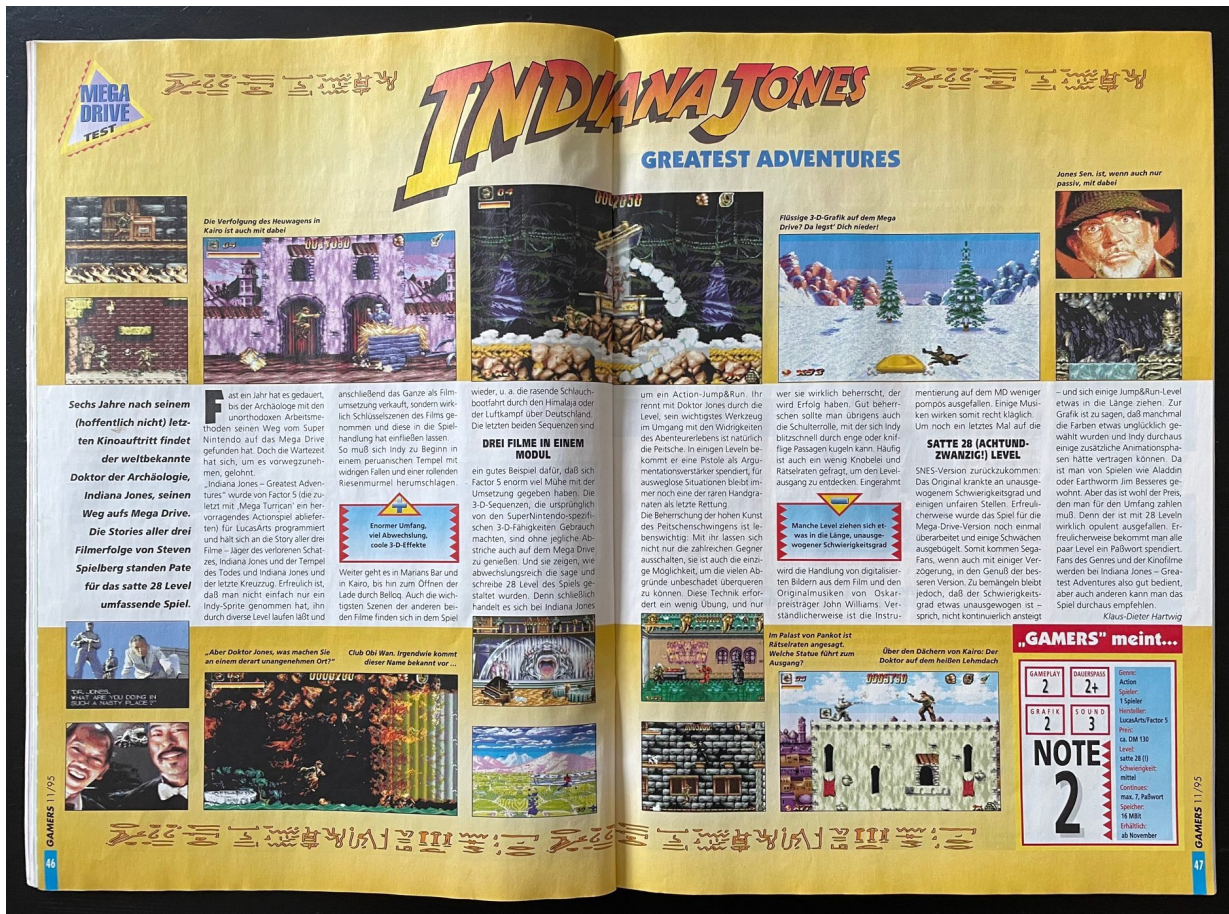 MEGA
DRIVE
TEST
INDIANA JONES
GREATEST ADVENTURES
Die Verfolgung des Heuwagens in
Kairo ist auch mit dabei
Flüssige 3-D-Grafik auf dem Mega
Drive? Da legst' Dich nieder!
Jones Sen. ist, wenn auch nur
passiv, mit dabei
Sechs Jahre nach seinem
(hoffentlich nicht) letz-
ten Kinoauftritt findet
der weltbekannte
Doktor der Archäologie,
Indiana Jones, seinen
Weg aufs Mega Drive.
Die Stories aller drei
Filmerfolge von Steven
Spielberg standen Pate
für das satte 28 Level
umfassende Spiel.
Fast ein Jahr hat es gedauert,
bis der Archäologe mit den
unorthodoxen Arbeitsme-
thoden seinen Weg vom Super
Nintendo auf das Mega Drive
gefunden hat. Doch die Wartezeit
hat sich, um es vorwegzuneh-
men, gelohnt.
„Indiana Jones – Greatest Adven-
tures" wurde von Factor 5 (die zu-
letzt mit ‚Mega Turrican' ein her-
vorragendes Actionspiel abliefer-
ten) für LucasArts programmiert
und hält sich an die Story aller drei
Filme – Jäger des verlorenen Schat-
zes, Indiana Jones und der Tempel
des Todes und Indiana Jones und
der letzte Kreuzzug. Erfreulich ist,
daß man nicht einfach nur ein
Indy-Sprite genommen hat, ihn
durch diverse Level laufen läßt und
anschließend das Ganze als Film-
umsetzung verkauft, sondern wirk-
lich Schlüsselszenen des Films ge-
nommen und diese in die Spiel-
handlung hat einfließen lassen.
So muß sich Indy zu Beginn in
einem peruanischen Tempel mit
widrigen Fallen und einer rollenden
Riesenmurmel herumschlagen.
Enormer Umfang,
viel Abwechslung,
coole 3-D-Effekte
Weiter geht es in Marians Bar und
in Kairo, bis hin zum Öffnen der
Lade durch Belloq. Auch die wich-
tigsten Szenen der anderen bei-
den Filme finden sich in dem Spiel
wieder, u. a. die rasende Schlauch-
bootfahrt durch den Himalaja oder
der Luftkampf über Deutschland.
Die letzten beiden Sequenzen sind
DREI FILME IN EINEM
MODUL
ein gutes Beispiel dafür, daß sich
Factor 5 enorm viel Mühe mit der
Umsetzung gegeben haben. Die
3-D-Sequenzen, die ursprünglich
von den SuperNintendo-spezifi-
schen 3-D-Fähigkeiten Gebrauch
machten, sind ohne jegliche Ab-
striche auch auf dem Mega Drive
zu genießen. Und sie zeigen, wie
abwechslungsreich die sage und
schreibe 28 Level des Spiels ge-
staltet wurden. Denn schließlich
handelt es sich bei Indiana Jones
um ein Action-Jump&Run. Ihr
rennt mit Doktor Jones durch die
Level, sein wichtigstes Werkzeug
im Umgang mit den Widrigkeiten
des Abenteurerlebens ist natürlich
die Peitsche. In einigen Leveln be-
kommt er eine Pistole als Argu-
mentationsverstärker spendiert, für
ausweglose Situationen bleibt im-
mer noch eine der raren Handgra-
naten als letzte Rettung.
Die Beherrschung der hohen Kunst
des Peitschenschwingens ist le-
benswichtig: Mit ihr lassen sich
nicht nur die zahlreichen Gegner
ausschalten, sie ist auch die einzi-
ge Möglichkeit, um die vielen Ab-
gründe unbeschadet überqueren
zu können. Diese Technik erfor-
dert ein wenig Übung, und nur
wer sie wirklich beherrscht, der
wird Erfolg haben. Gut beherr-
schen sollte man übrigens auch
die Schulterrolle, mit der sich Indy
blitzschnell durch enge oder knif-
flige Passagen kugeln kann. Häufig
ist auch ein wenig Knobelei und
Rätselraten gefragt, um den Level-
ausgang zu entdecken. Eingerahmt
Manche Level ziehen sich et-
was in die Länge, unausge-
wogener Schwierigkeitsgrad
wird die Handlung von digitalisier-
ten Bildern aus dem Film und den
Originalmusiken von Oskar-
preisträger John Williams. Ver-
ständlicherweise ist die Instru-
mentierung auf dem MD weniger
pompös ausgefallen. Einige Musi-
ken wirken somit recht kläglich.
Um noch ein letztes Mal auf die
SATTE 28 (ACHTUND-
ZWANZIG!) LEVEL
SNES-Version zurückzukommen:
Das Original krankte an unausge-
wogenem Schwierigkeitsgrad und
einigen unfairen Stellen. Erfreuli-
cherweise wurde das Spiel für die
Mega-Drive-Version noch einmal
überarbeitet und einige Schwächen
ausgebügelt. Somit kommen Sega-
Fans, wenn auch mit einiger Ver-
zögerung, in den Genuß der bes-
seren Version. Zu bemängeln bleibt
jedoch, daß der Schwierigkeits-
grad etwas unausgewogen ist –
sprich, nicht kontinuierlich ansteigt
– und sich einige Jump&Run-Level
etwas in die Länge ziehen. Zur
Grafik ist zu sagen, daß manchmal
die Farben etwas unglücklich ge-
wählt wurden und Indy durchaus
einige zusätzliche Animationspha-
sen hätte vertragen können. Da
ist man von Spielen wie Aladdin
oder Earthworm Jim Besseres ge-
wohnt. Aber das ist wohl der Preis,
den man für den Umfang zahlen
muß. Denn der ist mit 28 Leveln
wirklich opulent ausgefallen. Er-
freulicherweise bekommt man alle
paar Level ein Paßwort spendiert.
Fans des Genres und der Kinofilme
werden bei Indiana Jones – Grea-
test Adventures also gut bedient,
aber auch anderen kann man das
Spiel durchaus empfehlen.
Klaus-Dieter Hartwig
„Aber Doktor Jones, was machen Sie
an einem derart unangenehmen Ort?"
Club Obi Wan. Irgendwie kommt
dieser Name bekannt vor ...
"DR. JONES,
WHAT ARE YOU DOING IN
SUCH A NASTY PLACE?"
Im Palast von Pankot ist
Rätselraten angesagt.
Welche Statue führt zum
Ausgang?
Über den Dächern von Kairo: Der
Doktor auf dem heißen Lehmdach
„GAMERS" meint...
GAMEPLAY
2
DAUERSPASS
2+
GRAFIK
2
SOUND
3
NOTE
2
Genre:
Action
Spieler:
1 Spieler
Hersteller:
LucasArts/Factor 5
Preis:
ca. DM 130
Level:
satte 28 (!)
Schwierigkeit:
mittel
Continues:
max. 7, Paßwort
Speicher:
16 MBit
Erhältlich:
ab November
GAMERS 11/95
46
GAMERS 11/95
47